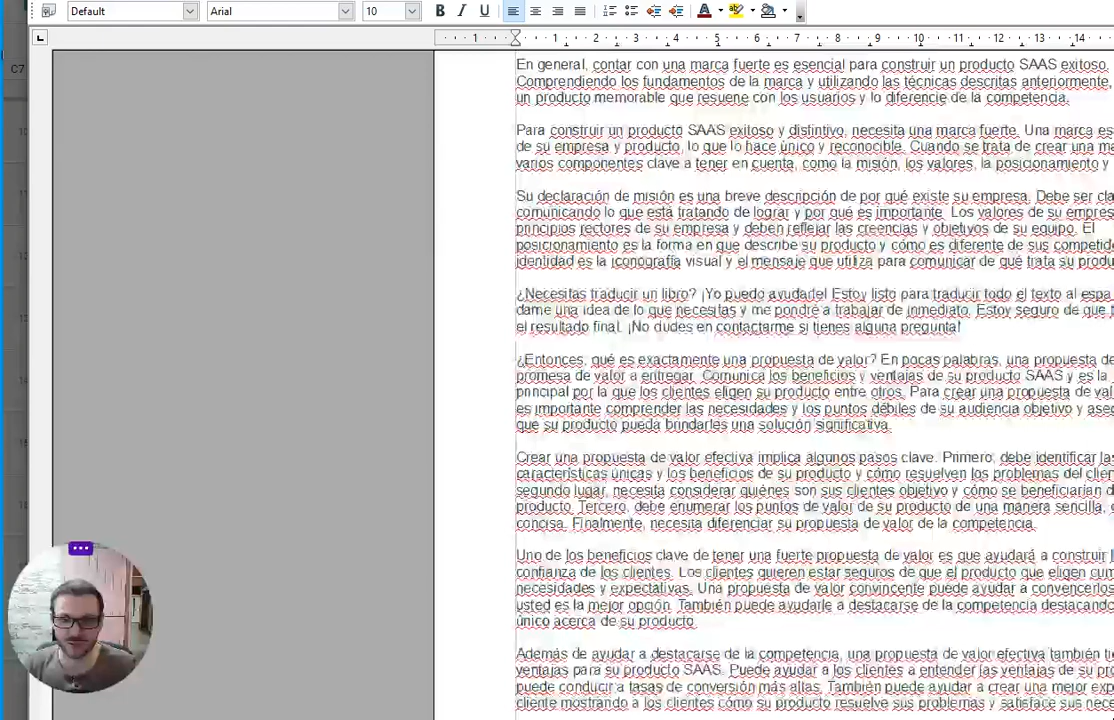 Default Arial 10 B I U
1 1 2 3 4 5 6 7 8 9 10 11 12 13 14
C7
En general, contar con una marca fuerte es esencial para construir un producto SAAS exitoso.
Comprendiendo los fundamentos de la marca y utilizando las técnicas descritas anteriormente,
un producto memorable que resuene con los usuarios y lo diferencie de la competencia.
Para construir un producto SAAS exitoso y distintivo, necesita una marca fuerte. Una marca es
de su empresa y producto, lo que lo hace único y reconocible. Cuando se trata de crear una ma
varios componentes clave a tener en cuenta, como la misión, los valores, la posicionamiento y
Su declaración de misión es una breve descripción de por qué existe su empresa. Debe ser cla
comunicando lo que está tratando de lograr y por qué es importante. Los valores de su empres
principios rectores de su empresa y deben reflejar las creencias y objetivos de su equipo. El
posicionamiento es la forma en que describe su producto y cómo es diferente de sus competid
identidad es la iconografía visual y el mensaje que utiliza para comunicar de qué trata su produ
¿Necesitas traducir un libro? ¡Yo puedo ayudarle! Estoy listo para traducir todo el texto al espa
dame una idea de lo que necesitas y me pondré a trabajar de inmediato. Estoy seguro de que t
el resultado final. ¡No dudes en contactarme si tienes alguna pregunta!
¿Entonces, qué es exactamente una propuesta de valor? En pocas palabras, una propuesta de
promesa de valor a entregar. Comunica los beneficios y ventajas de su producto SAAS y es la
principal por la que los clientes eligen su producto entre otros. Para crear una propuesta de val
es importante comprender las necesidades y los puntos débiles de su audiencia objetivo y ase
que su producto pueda brindarles una solución significativa.
Crear una propuesta de valor efectiva implica algunos pasos clave. Primero, debe identificar las
características únicas y los beneficios de su producto y cómo resuelven los problemas del clien
segundo lugar, necesita considerar quiénes son sus clientes objetivo y cómo se beneficiarían d
producto. Tercero, debe enumerar los puntos de valor de su producto de una manera sencilla, c
concisa. Finalmente, necesita diferenciar su propuesta de valor de la competencia.
Uno de los beneficios clave de tener una fuerte propuesta de valor es que ayudará a construir l
confianza de los clientes. Los clientes quieren estar seguros de que el producto que eligen cum
necesidades y expectativas. Una propuesta de valor convincente puede ayudar a convencerlos
usted es la mejor opción. También puede ayudarle a destacarse de la competencia destacando
único acerca de su producto.
Además de ayudar a destacarse de la competencia, una propuesta de valor efectiva también ti
ventajas para su producto SAAS. Puede ayudar a los clientes a entender las ventajas de su pro
puede conducir a tasas de conversión más altas. También puede ayudar a crear una mejor exp
cliente mostrando a los clientes cómo su producto resuelve sus problemas y satisface sus nece